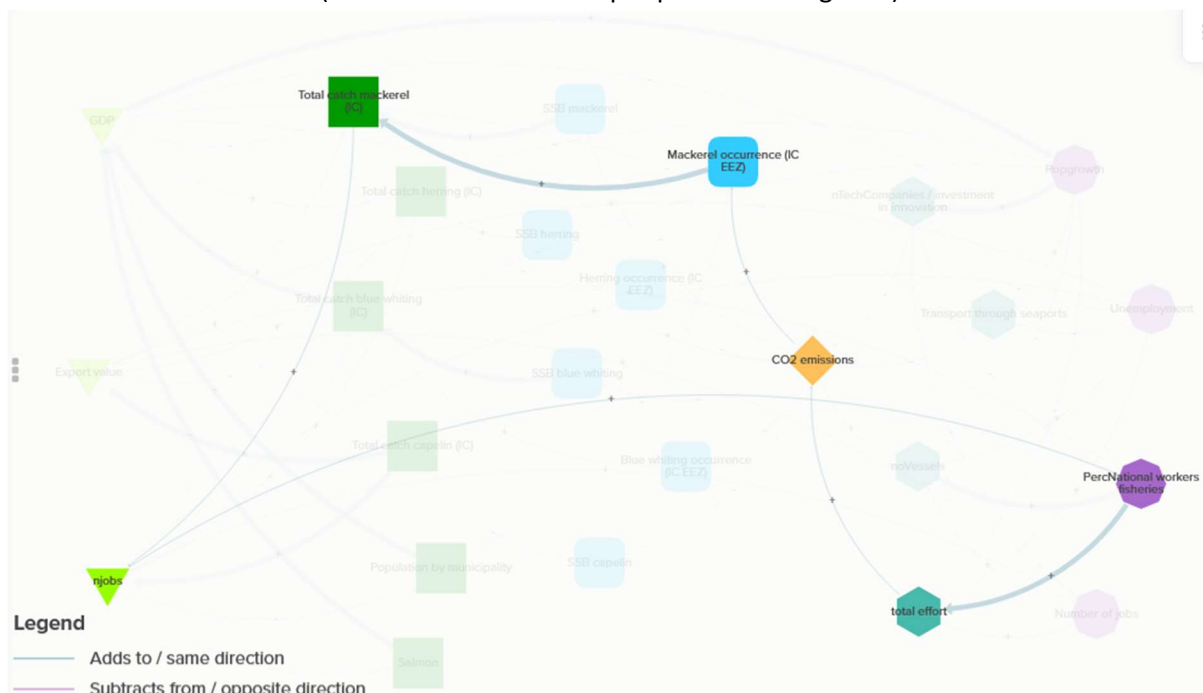 Total catch mackerel
(IC)
SSB mackerel
GDP
Mackerel occurrence (IC
EEZ)
Popgrowth
Total catch herring (IC)
nTechCompanies / investment
in innovation
SSB herring
Herring occurrence (IC
EEZ)
Total catch blue whiting
(IC)
Transport through seaports
Unemployment
CO2 emissions
Export value
SSB blue whiting
Total catch capelin (IC)
Blue whiting occurrence
(IC EEZ)
noVessels
PercNational workers
fisheries
Population by municipality
SSB capelin
njobs
total effort
Number of jobs
Legend
Adds to / same direction
Salmon
Subtracts from / opposite direction